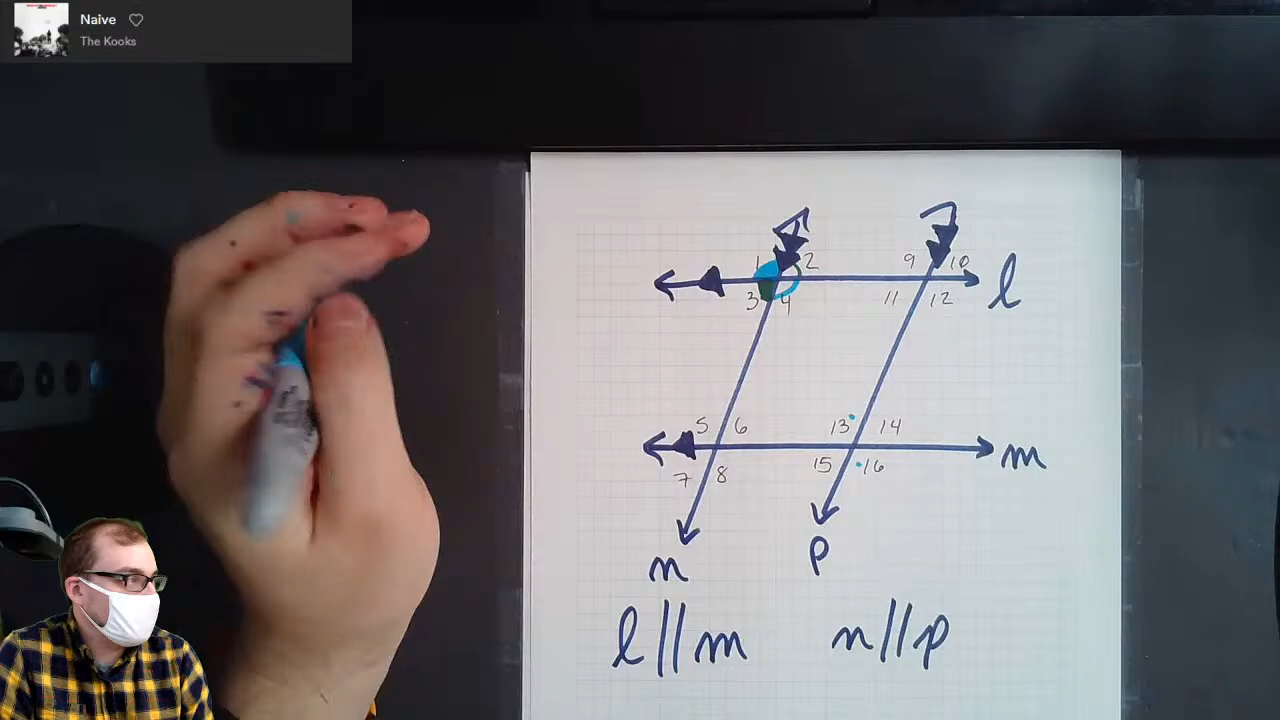 Naive
The Kooks
1 2 9 10
l
3 4 11 12
5 6 13 14
m
7 8 15 16
n p
l || m n || p